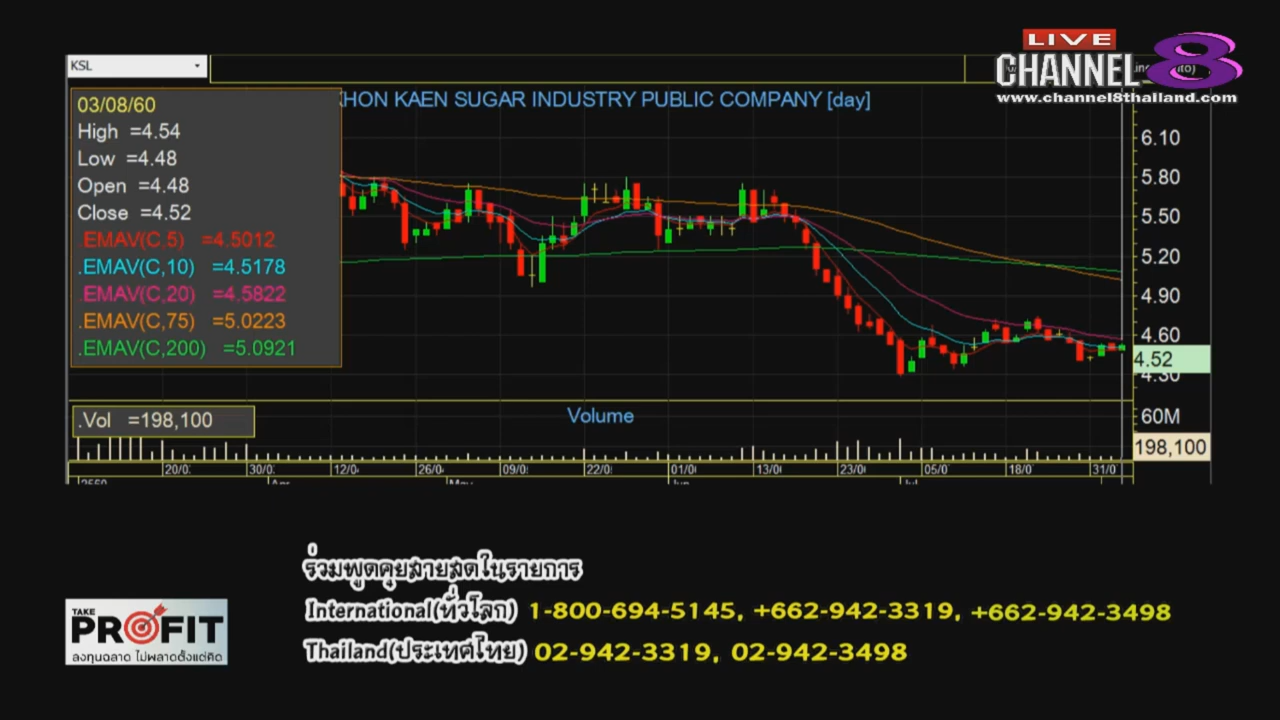 LIVE
CHANNEL 8
www.channel8thailand.com
KSL
KHON KAEN SUGAR INDUSTRY PUBLIC COMPANY [day]
03/08/60
High =4.54
Low =4.48
Open =4.48
Close =4.52
.EMAV(C,5) =4.5012
.EMAV(C,10) =4.5178
.EMAV(C,20) =4.5822
.EMAV(C,75) =5.0223
.EMAV(C,200) =5.0921
6.10
5.80
5.50
5.20
4.90
4.60
4.52
4.30
.Vol =198,100
Volume
60M
198,100
20/0 30/0 12/0 26/0 09/0 22/0 01/0 13/0 23/0 05/0 18/0 31/0
2560 Apr May Jun Jul
ร่วมพูดคุยสายสดในรายการ
International(ทั่วโลก) 1-800-694-5145, +662-942-3319, +662-942-3498
Thailand(ประเทศไทย) 02-942-3319, 02-942-3498
TAKE
PROFIT
ลงทุนฉลาด ไม่พลาดตั้งแต่คิด